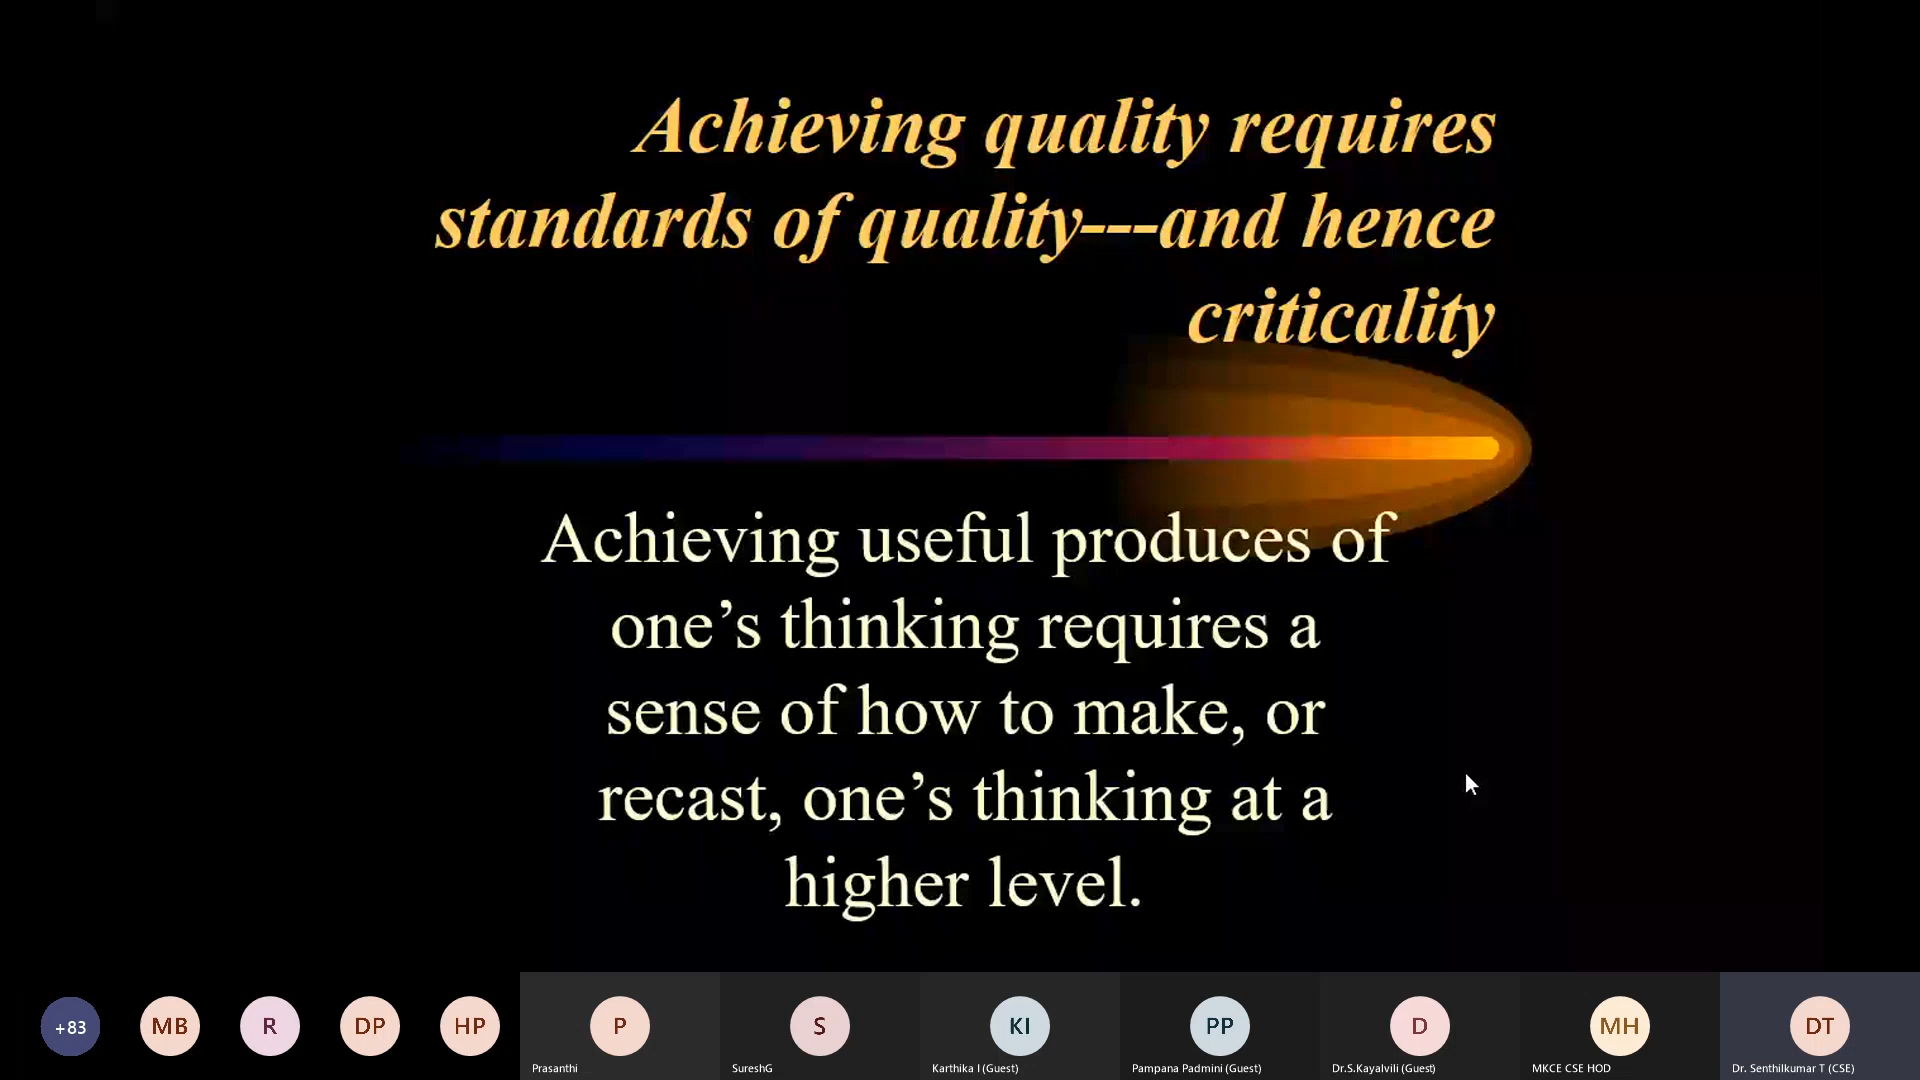 Achieving quality requires
standards of quality---and hence
criticality
Achieving useful produces of
one’s thinking requires a
sense of how to make, or
recast, one’s thinking at a
higher level.
+83
MB
R
DP
HP
P
S
KI
PP
D
MH
DT
Prasanthi
SureshG
Karthika I (Guest)
Pampana Padmini (Guest)
Dr.S.Kayalvili (Guest)
MKCE CSE HOD
Dr. Senthilkumar T (CSE)